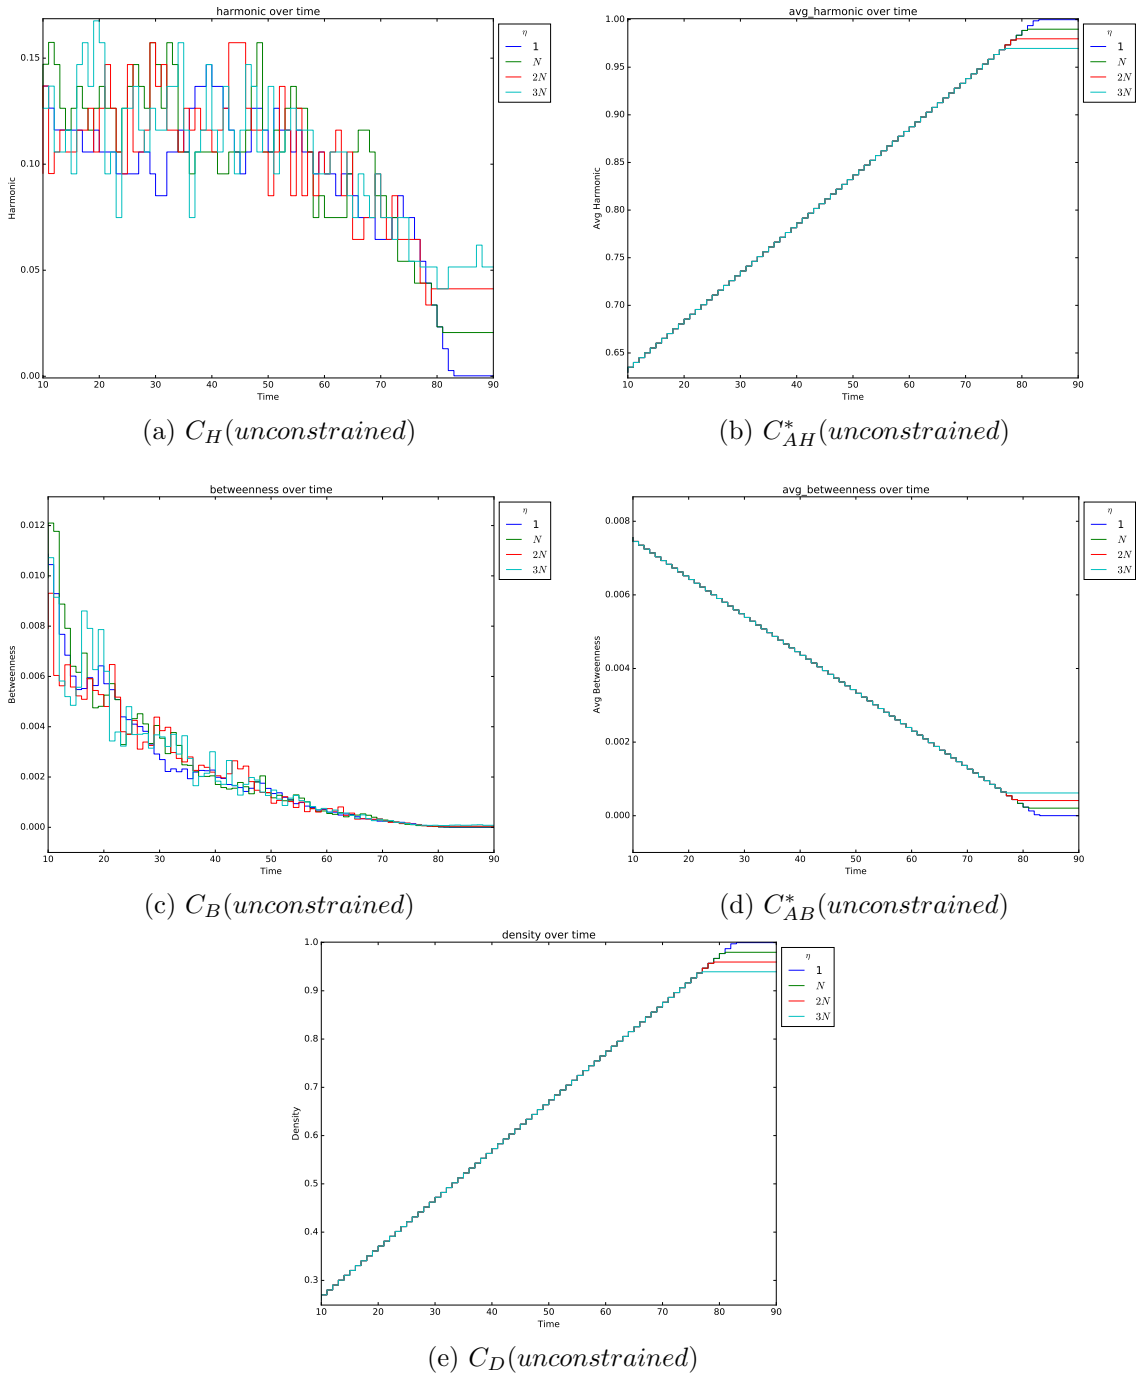 harmonic over time
η
1
N
2N
3N
0.15
0.10
0.05
0.00
Harmonic
10 20 30 40 50 60 70 80 90
Time
(a) C_H(unconstrained)
avg_harmonic over time
η
1
N
2N
3N
1.00
0.95
0.90
0.85
0.80
0.75
0.70
0.65
Avg Harmonic
10 20 30 40 50 60 70 80 90
Time
(b) C*_AH(unconstrained)
betweenness over time
η
1
N
2N
3N
0.012
0.010
0.008
0.006
0.004
0.002
0.000
Betweenness
10 20 30 40 50 60 70 80 90
Time
(c) C_B(unconstrained)
avg_betweenness over time
η
1
N
2N
3N
0.008
0.006
0.004
0.002
0.000
Avg Betweenness
10 20 30 40 50 60 70 80 90
Time
(d) C*_AB(unconstrained)
density over time
η
1
N
2N
3N
1.0
0.9
0.8
0.7
0.6
0.5
0.4
0.3
Density
10 20 30 40 50 60 70 80 90
Time
(e) C_D(unconstrained)